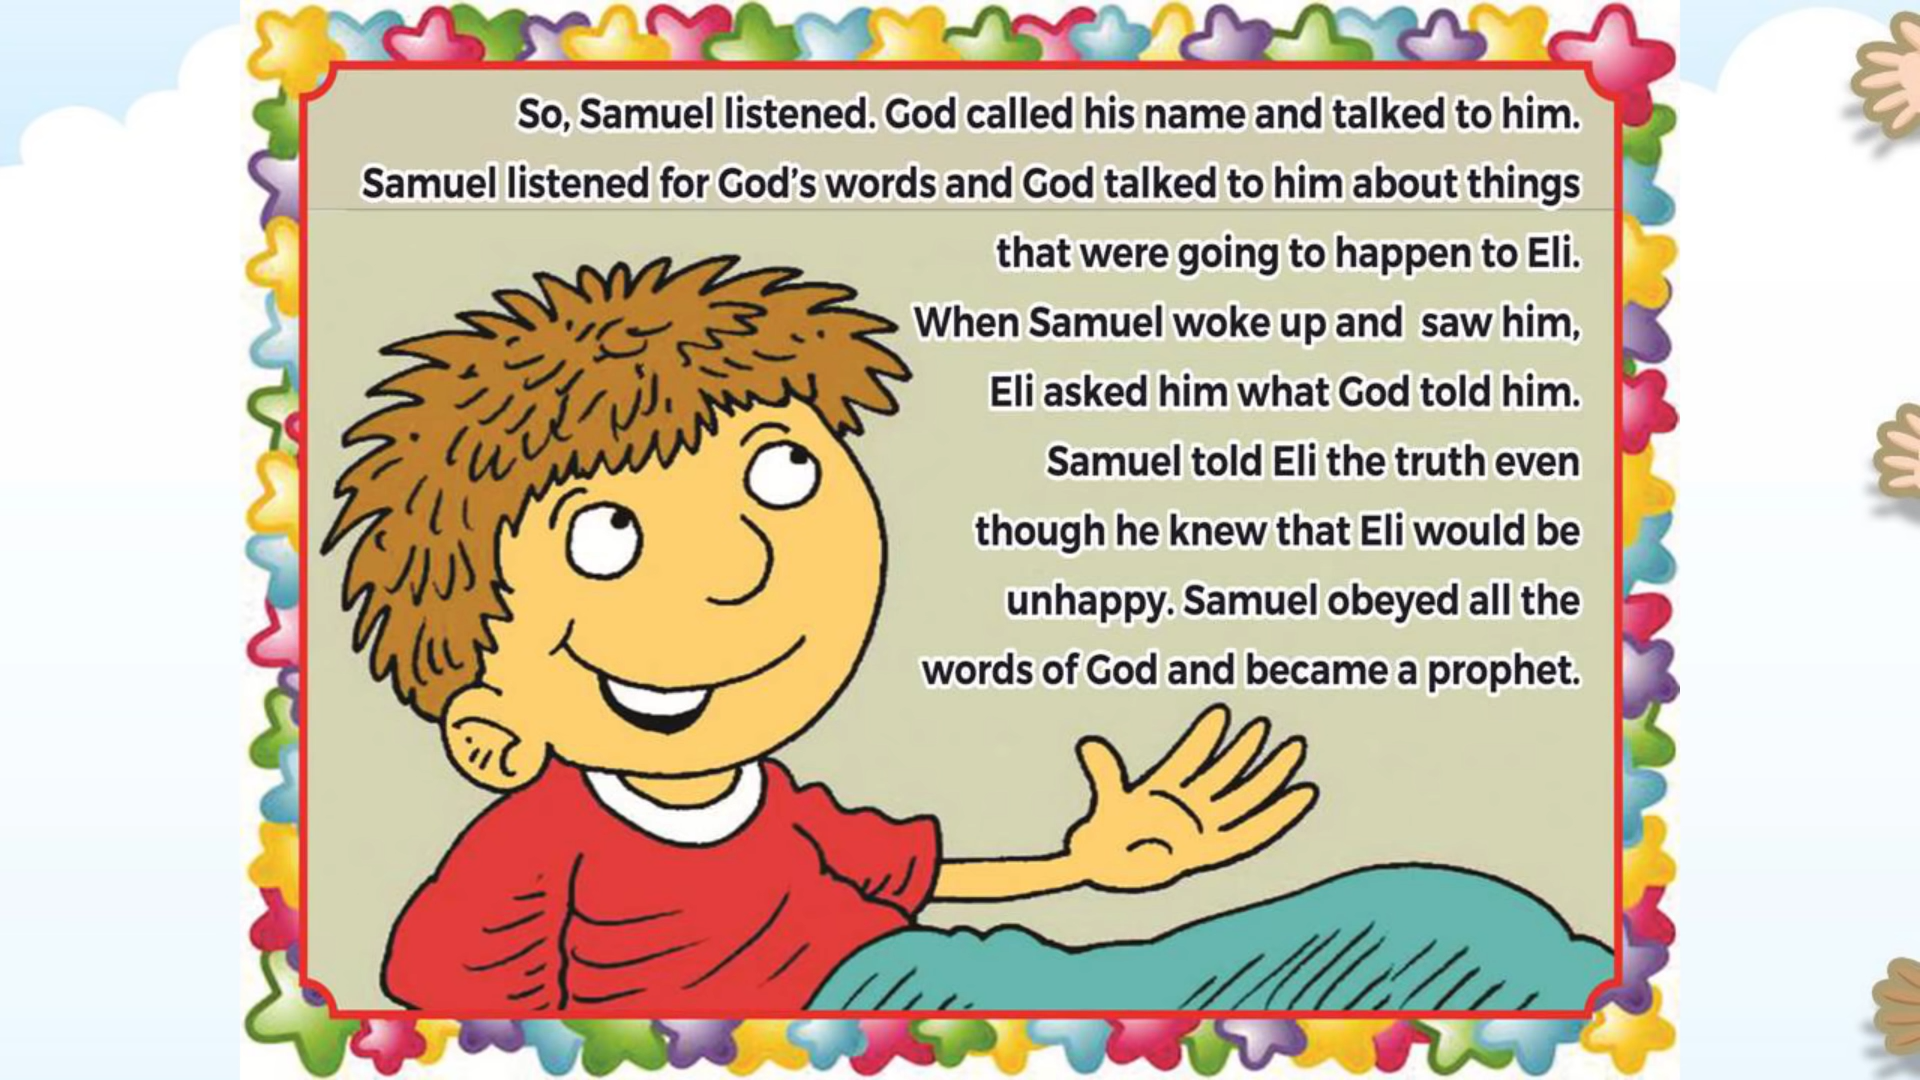 So, Samuel listened. God called his name and talked to him.
Samuel listened for God's words and God talked to him about things
that were going to happen to Eli.
When Samuel woke up and saw him,
Eli asked him what God told him.
Samuel told Eli the truth even
though he knew that Eli would be
unhappy. Samuel obeyed all the
words of God and became a prophet.